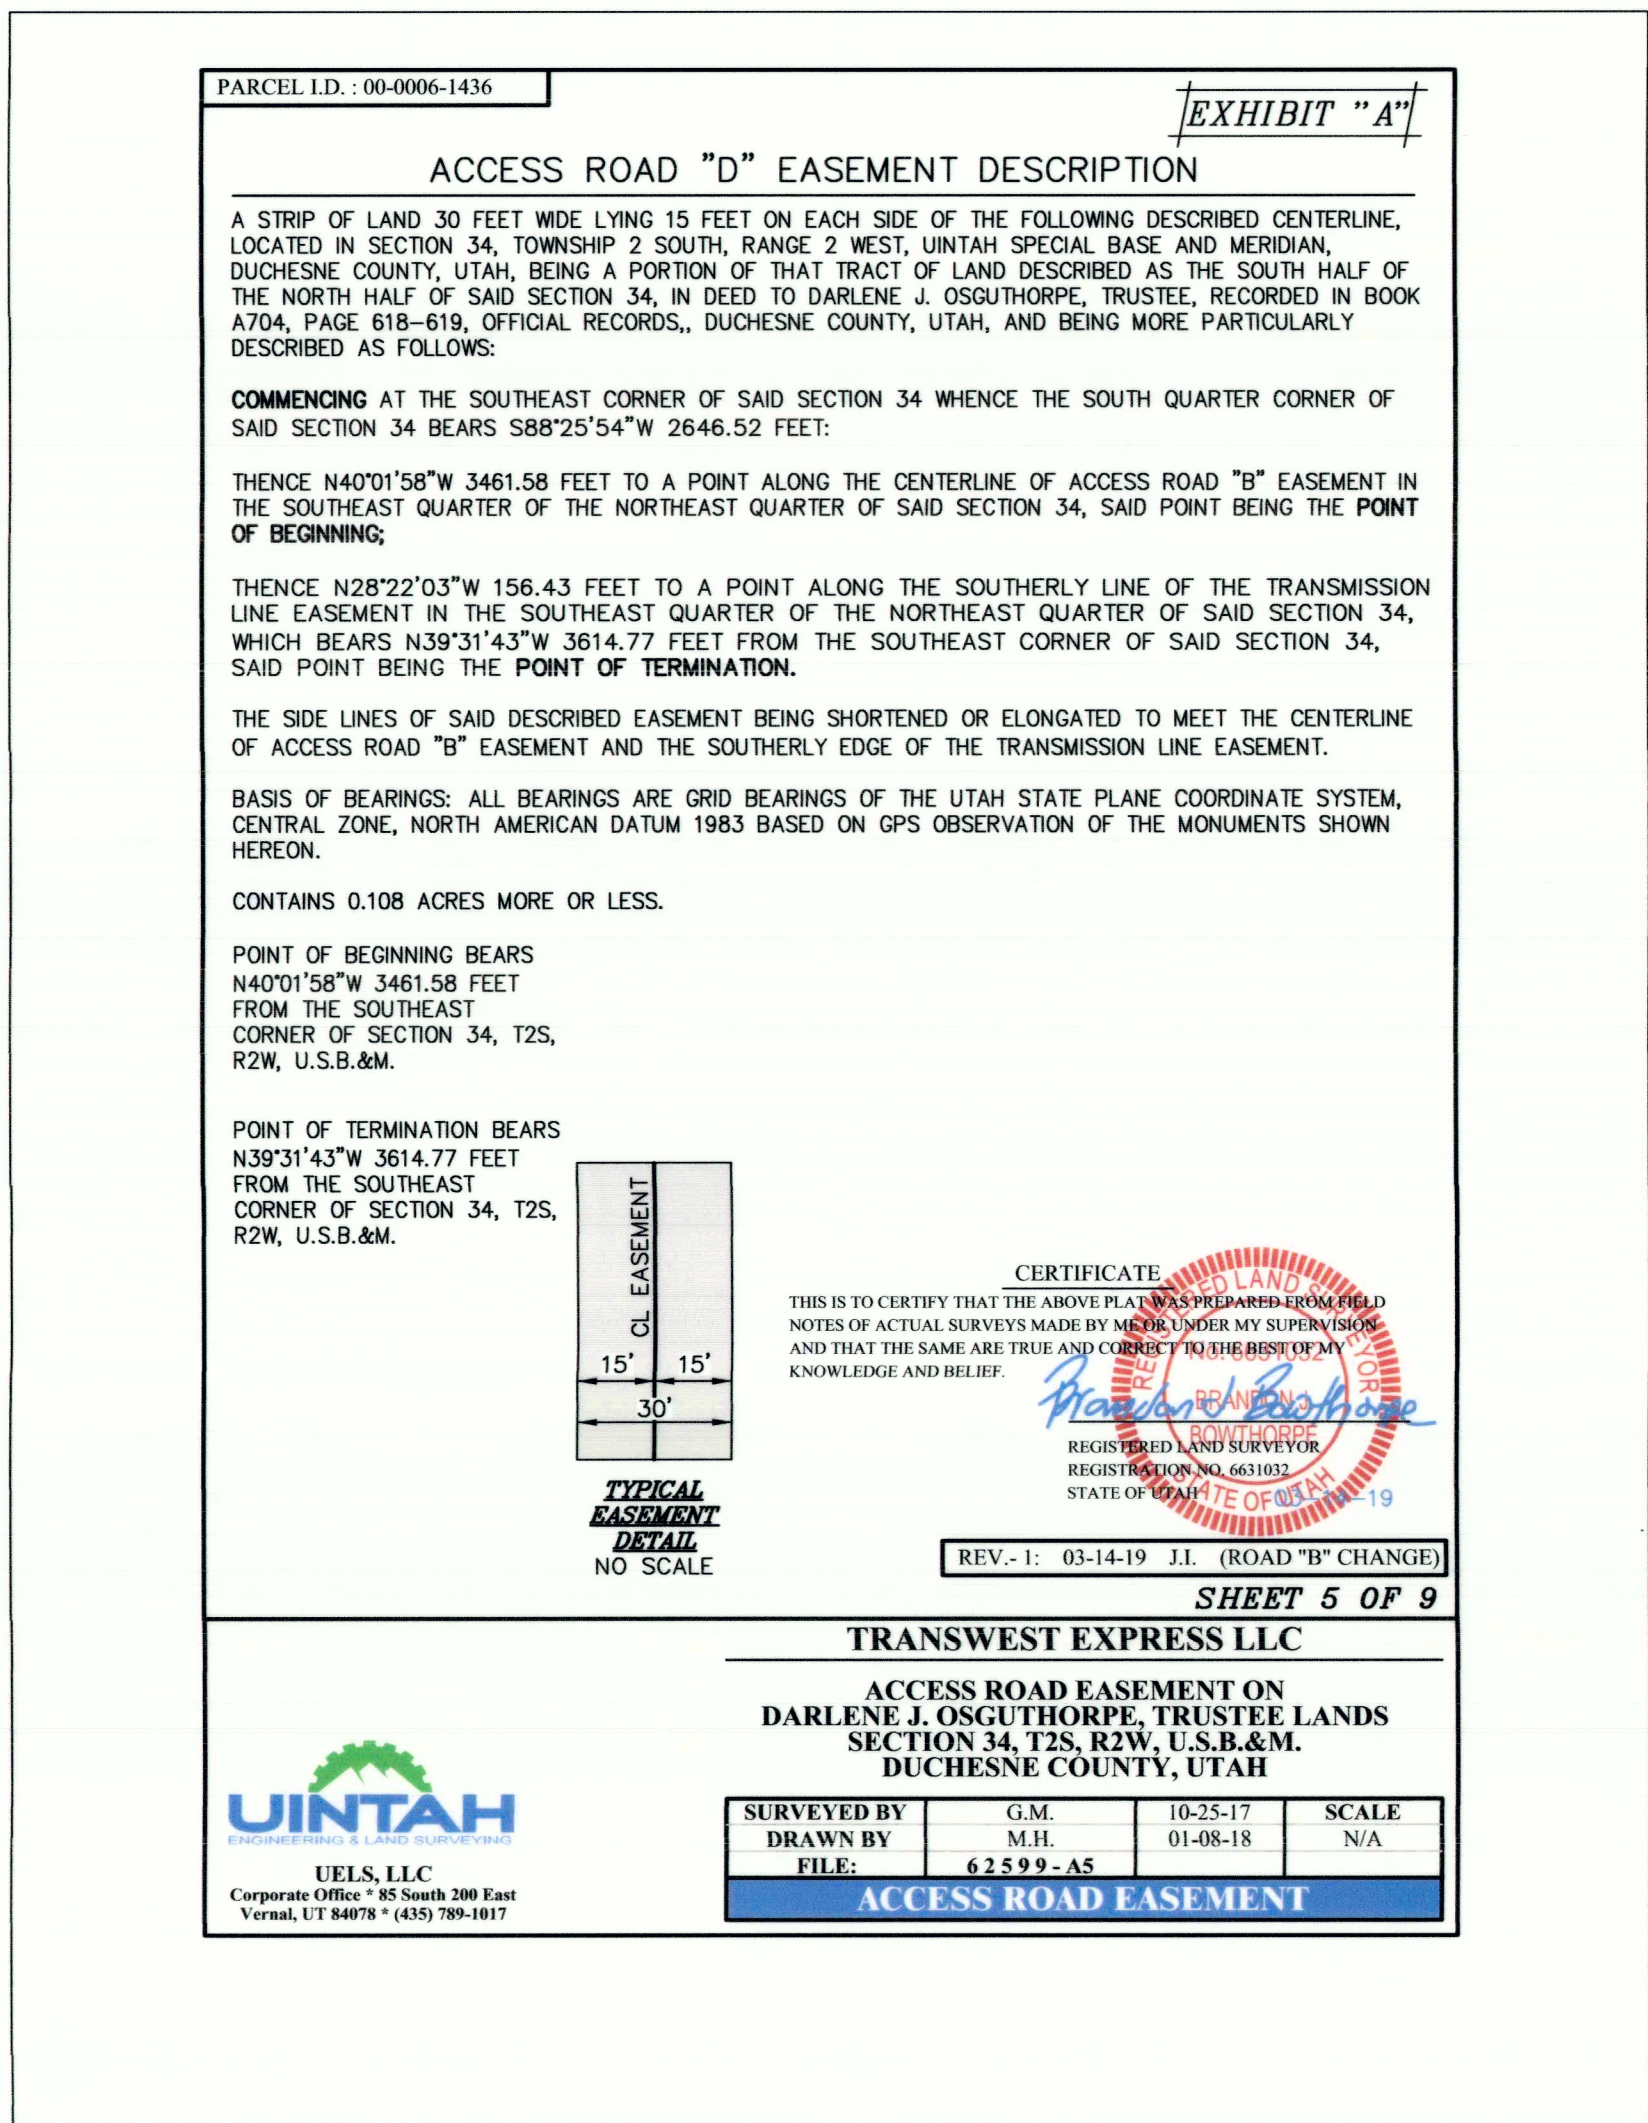 PARCEL I.D. : 00-0006-1436
EXHIBIT "A"
ACCESS ROAD "D" EASEMENT DESCRIPTION
A STRIP OF LAND 30 FEET WIDE LYING 15 FEET ON EACH SIDE OF THE FOLLOWING DESCRIBED CENTERLINE,
LOCATED IN SECTION 34, TOWNSHIP 2 SOUTH, RANGE 2 WEST, UINTAH SPECIAL BASE AND MERIDIAN,
DUCHESNE COUNTY, UTAH, BEING A PORTION OF THAT TRACT OF LAND DESCRIBED AS THE SOUTH HALF OF
THE NORTH HALF OF SAID SECTION 34, IN DEED TO DARLENE J. OSGUTHORPE, TRUSTEE, RECORDED IN BOOK
A704, PAGE 618-619, OFFICIAL RECORDS,, DUCHESNE COUNTY, UTAH, AND BEING MORE PARTICULARLY
DESCRIBED AS FOLLOWS:
COMMENCING AT THE SOUTHEAST CORNER OF SAID SECTION 34 WHENCE THE SOUTH QUARTER CORNER OF
SAID SECTION 34 BEARS S88°25'54"W 2646.52 FEET:
THENCE N40°01'58"W 3461.58 FEET TO A POINT ALONG THE CENTERLINE OF ACCESS ROAD "B" EASEMENT IN
THE SOUTHEAST QUARTER OF THE NORTHEAST QUARTER OF SAID SECTION 34, SAID POINT BEING THE POINT
OF BEGINNING;
THENCE N28°22'03"W 156.43 FEET TO A POINT ALONG THE SOUTHERLY LINE OF THE TRANSMISSION
LINE EASEMENT IN THE SOUTHEAST QUARTER OF THE NORTHEAST QUARTER OF SAID SECTION 34,
WHICH BEARS N39°31'43"W 3614.77 FEET FROM THE SOUTHEAST CORNER OF SAID SECTION 34,
SAID POINT BEING THE POINT OF TERMINATION.
THE SIDE LINES OF SAID DESCRIBED EASEMENT BEING SHORTENED OR ELONGATED TO MEET THE CENTERLINE
OF ACCESS ROAD "B" EASEMENT AND THE SOUTHERLY EDGE OF THE TRANSMISSION LINE EASEMENT.
BASIS OF BEARINGS: ALL BEARINGS ARE GRID BEARINGS OF THE UTAH STATE PLANE COORDINATE SYSTEM,
CENTRAL ZONE, NORTH AMERICAN DATUM 1983 BASED ON GPS OBSERVATION OF THE MONUMENTS SHOWN
HEREON.
CONTAINS 0.108 ACRES MORE OR LESS.
POINT OF BEGINNING BEARS
N40°01'58"W 3461.58 FEET
FROM THE SOUTHEAST
CORNER OF SECTION 34, T2S,
R2W, U.S.B.&M.
POINT OF TERMINATION BEARS
N39°31'43"W 3614.77 FEET
FROM THE SOUTHEAST
CORNER OF SECTION 34, T2S,
R2W, U.S.B.&M.
CL EASEMENT
15' 15'
30'
TYPICAL
EASEMENT
DETAIL
NO SCALE
CERTIFICATE
THIS IS TO CERTIFY THAT THE ABOVE PLAT WAS PREPARED FROM FIELD
NOTES OF ACTUAL SURVEYS MADE BY ME OR UNDER MY SUPERVISION
AND THAT THE SAME ARE TRUE AND CORRECT TO THE BEST OF MY
KNOWLEDGE AND BELIEF.
REGISTERED LAND SURVEYOR
No. 6631032
BRANDON J.
BOWTHORPE
STATE OF UTAH
Brandon J Bowthorpe
REGISTERED LAND SURVEYOR
REGISTRATION NO. 6631032
STATE OF UTAH
03-14-19
REV.- 1: 03-14-19 J.I. (ROAD "B" CHANGE)
SHEET 5 OF 9
TRANSWEST EXPRESS LLC
ACCESS ROAD EASEMENT ON
DARLENE J. OSGUTHORPE, TRUSTEE LANDS
SECTION 34, T2S, R2W, U.S.B.&M.
DUCHESNE COUNTY, UTAH
UINTAH
ENGINEERING & LAND SURVEYING
UELS, LLC
Corporate Office * 85 South 200 East
Vernal, UT 84078 * (435) 789-1017
SURVEYED BY G.M. 10-25-17 SCALE
DRAWN BY M.H. 01-08-18 N/A
FILE: 62599-A5
ACCESS ROAD EASEMENT